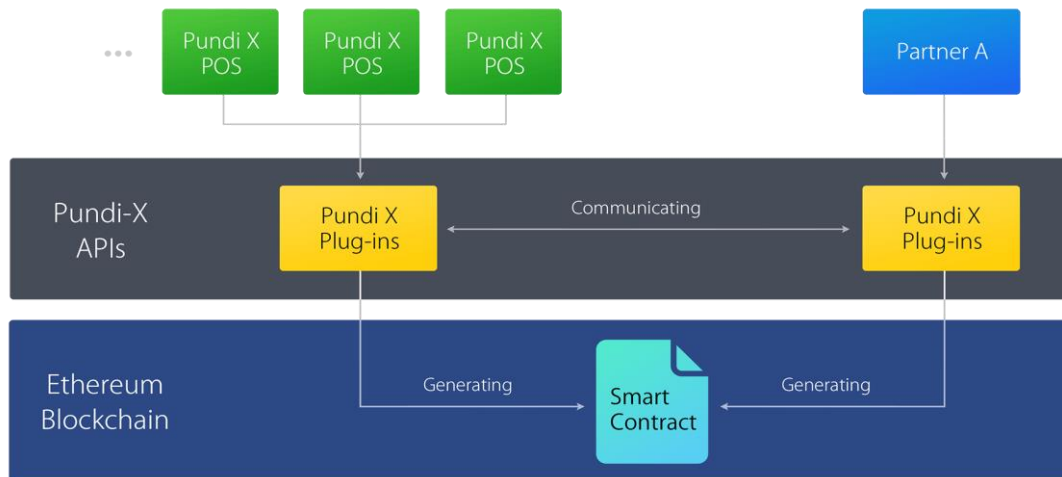 ...
Pundi X
POS
Pundi X
POS
Pundi X
POS
Partner A
Pundi-X
APIs
Pundi X
Plug-ins
Communicating
Pundi X
Plug-ins
Ethereum
Blockchain
Generating
Smart
Contract
Generating